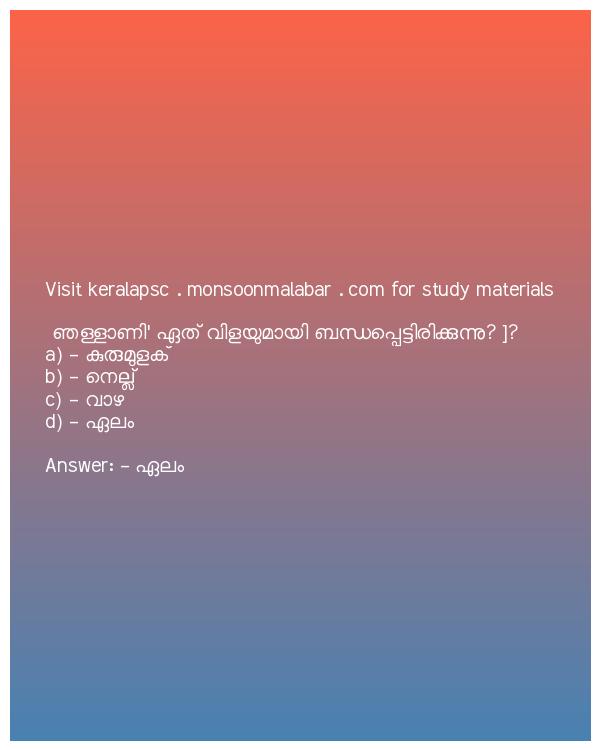 Visit keralapsc . monsoonmalabar . com for study materials
ഞള്ളാണി' ഏത് വിളയുമായി ബന്ധപ്പെട്ടിരിക്കുന്നു? ]?
a) - കുരുമുളക്
b) - നെല്ല്
c) - വാഴ
d) - ഏലം
Answer: - ഏലം